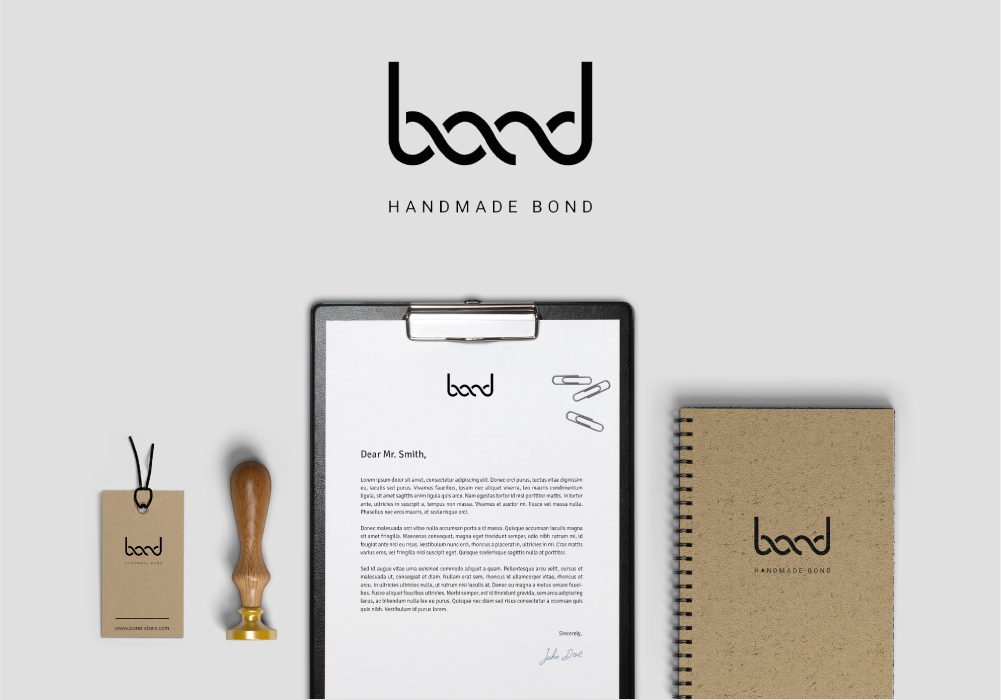 bond
HANDMADE BOND
bond
Dear Mr. Smith,
Lorem ipsum dolor sit amet, consectetur adipiscing elit. Donec orci purus, luctus vitae dignissim
eu, iaculis sed purus. Vivamus faucibus, ipsum nec aliquet viverra, leo mauris condimentum
ligula, sit amet sagittis enim ligula quis arcu. Nam egestas tortor id nisl porttitor mattis. In tortor
ante, ultricies in suscipit a, tempus non massa. Vivamus et auctor mi. Fusce vel massa nulla.
Phasellus nec eros mauris, et scelerisque orci.
Donec malesuada orci vitae nulla accumsan porta a id massa. Quisque accumsan iaculis magna
sit amet fringilla. Maecenas consequat, magna eget tincidunt semper, odio nibh rutrum mi, id
feugiat ante nisi eu risus. Vestibulum nunc orci, rhoncus a placerat in, ultricies in mi. Cras mattis
varius eros, vel fringilla nisi suscipit eget. Quisque scelerisque sagittis nulla at porttitor.
Sed id augue vitae urna euismod commodo aliquet a quam. Pellentesque arcu velit, cursus et
malesuada ut, consequat et diam. Nullam erat sem, rhoncus id ullamcorper vitae, rhoncus et
arcu. In ultricies ultricies nulla, ut rutrum nisi iaculis at. Donec eu magna a metus ornare faci-
bus. Fusce aliquet faucibus ultricies. Morbi semper, est id tincidunt gravida, sem arcu adipiscing
lacus, ac bibendum nulla leo eu purus. Quisque nec diam sed risus consectetur a ccumsan quis
quis nibh. Vestibulum id purus lorem.
Sincerely,
John Doe
bond
HANDMADE BOND
www.bond-store.com
bond
HANDMADE BOND